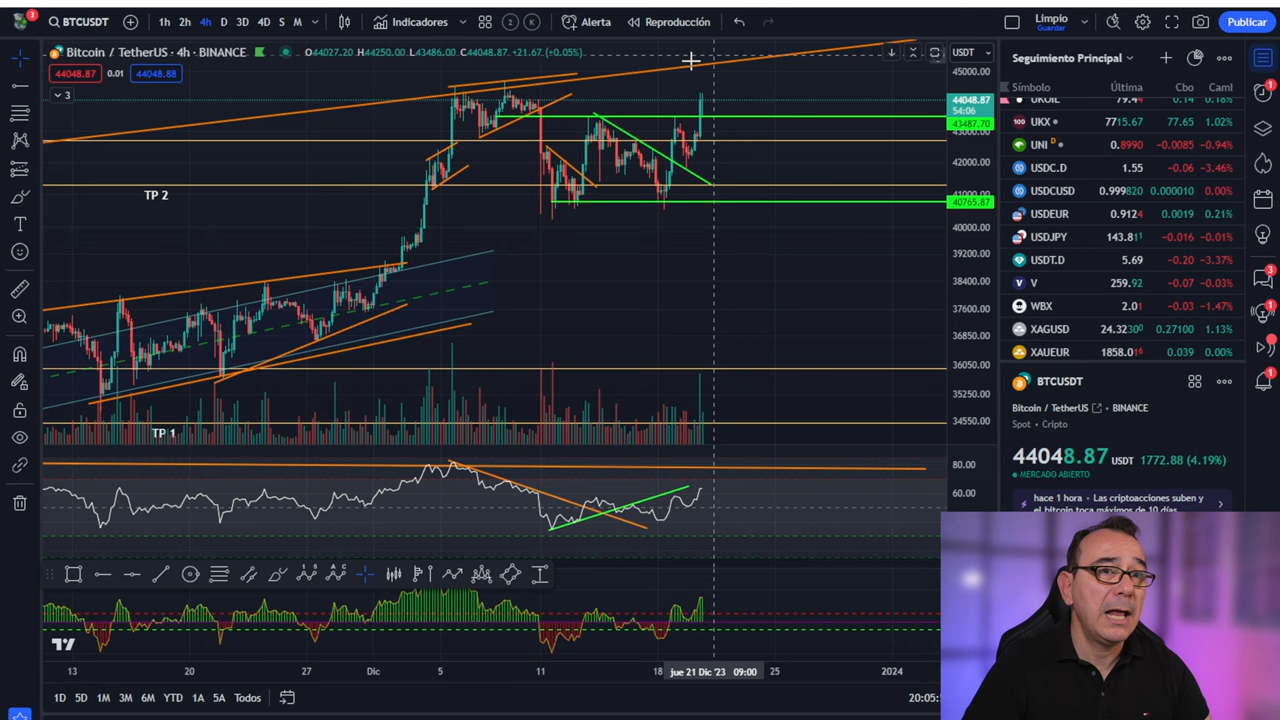 BTCUSDT 1h 2h 4h D 3D 4D S M Indicadores 2 K Alerta Reproducción Limpio Guardar Publicar
Bitcoin / TetherUS · 4h · BINANCE O44027.20 H44250.00 L43486.00 C44048.87 +21.67 (+0.05%) USDT
44048.87 0.01 44048.88
3
TP 2
TP 1
45000.00
44048.87
54:06
43487.70
43000.00
42000.00
41000.00
40765.87
40000.00
39200.00
38400.00
37600.00
36850.00
36050.00
35250.00
34550.00
80.00
60.00
13 20 27 Dic 5 11 18 jue 21 Dic '23 09:00 25 2024
1D 5D 1M 3M 6M YTD 1A 5A Todos 20:05:
Seguimiento Principal
Símbolo Última Cbo Caml
UKOIL 79.4⁴ 0.14 0.18%
UKX 7715.67 77.65 1.02%
UNI D 0.8990 -0.0085 -0.94%
USDC.D 1.55 -0.06 -3.46%
USDCUSD 0.999820 0.000010 0.00%
USDEUR 0.9124 0.0019 0.21%
USDJPY 143.81¹ -0.016 -0.01%
USDT.D 5.69 -0.20 -3.37%
V 259.92 -0.07 -0.03%
WBX 2.01 -0.03 -1.47%
XAGUSD 24.3230⁰ 0.27100 1.13%
XAUEUR 1858.01⁶ 0.039 0.00%
BTCUSDT
Bitcoin / TetherUS · BINANCE
Spot · Cripto
44048.87 USDT 1772.88 (4.19%)
MERCADO ABIERTO
hace 1 hora · Las criptoacciones suben y
el bitcoin toca máximos de 10 días.